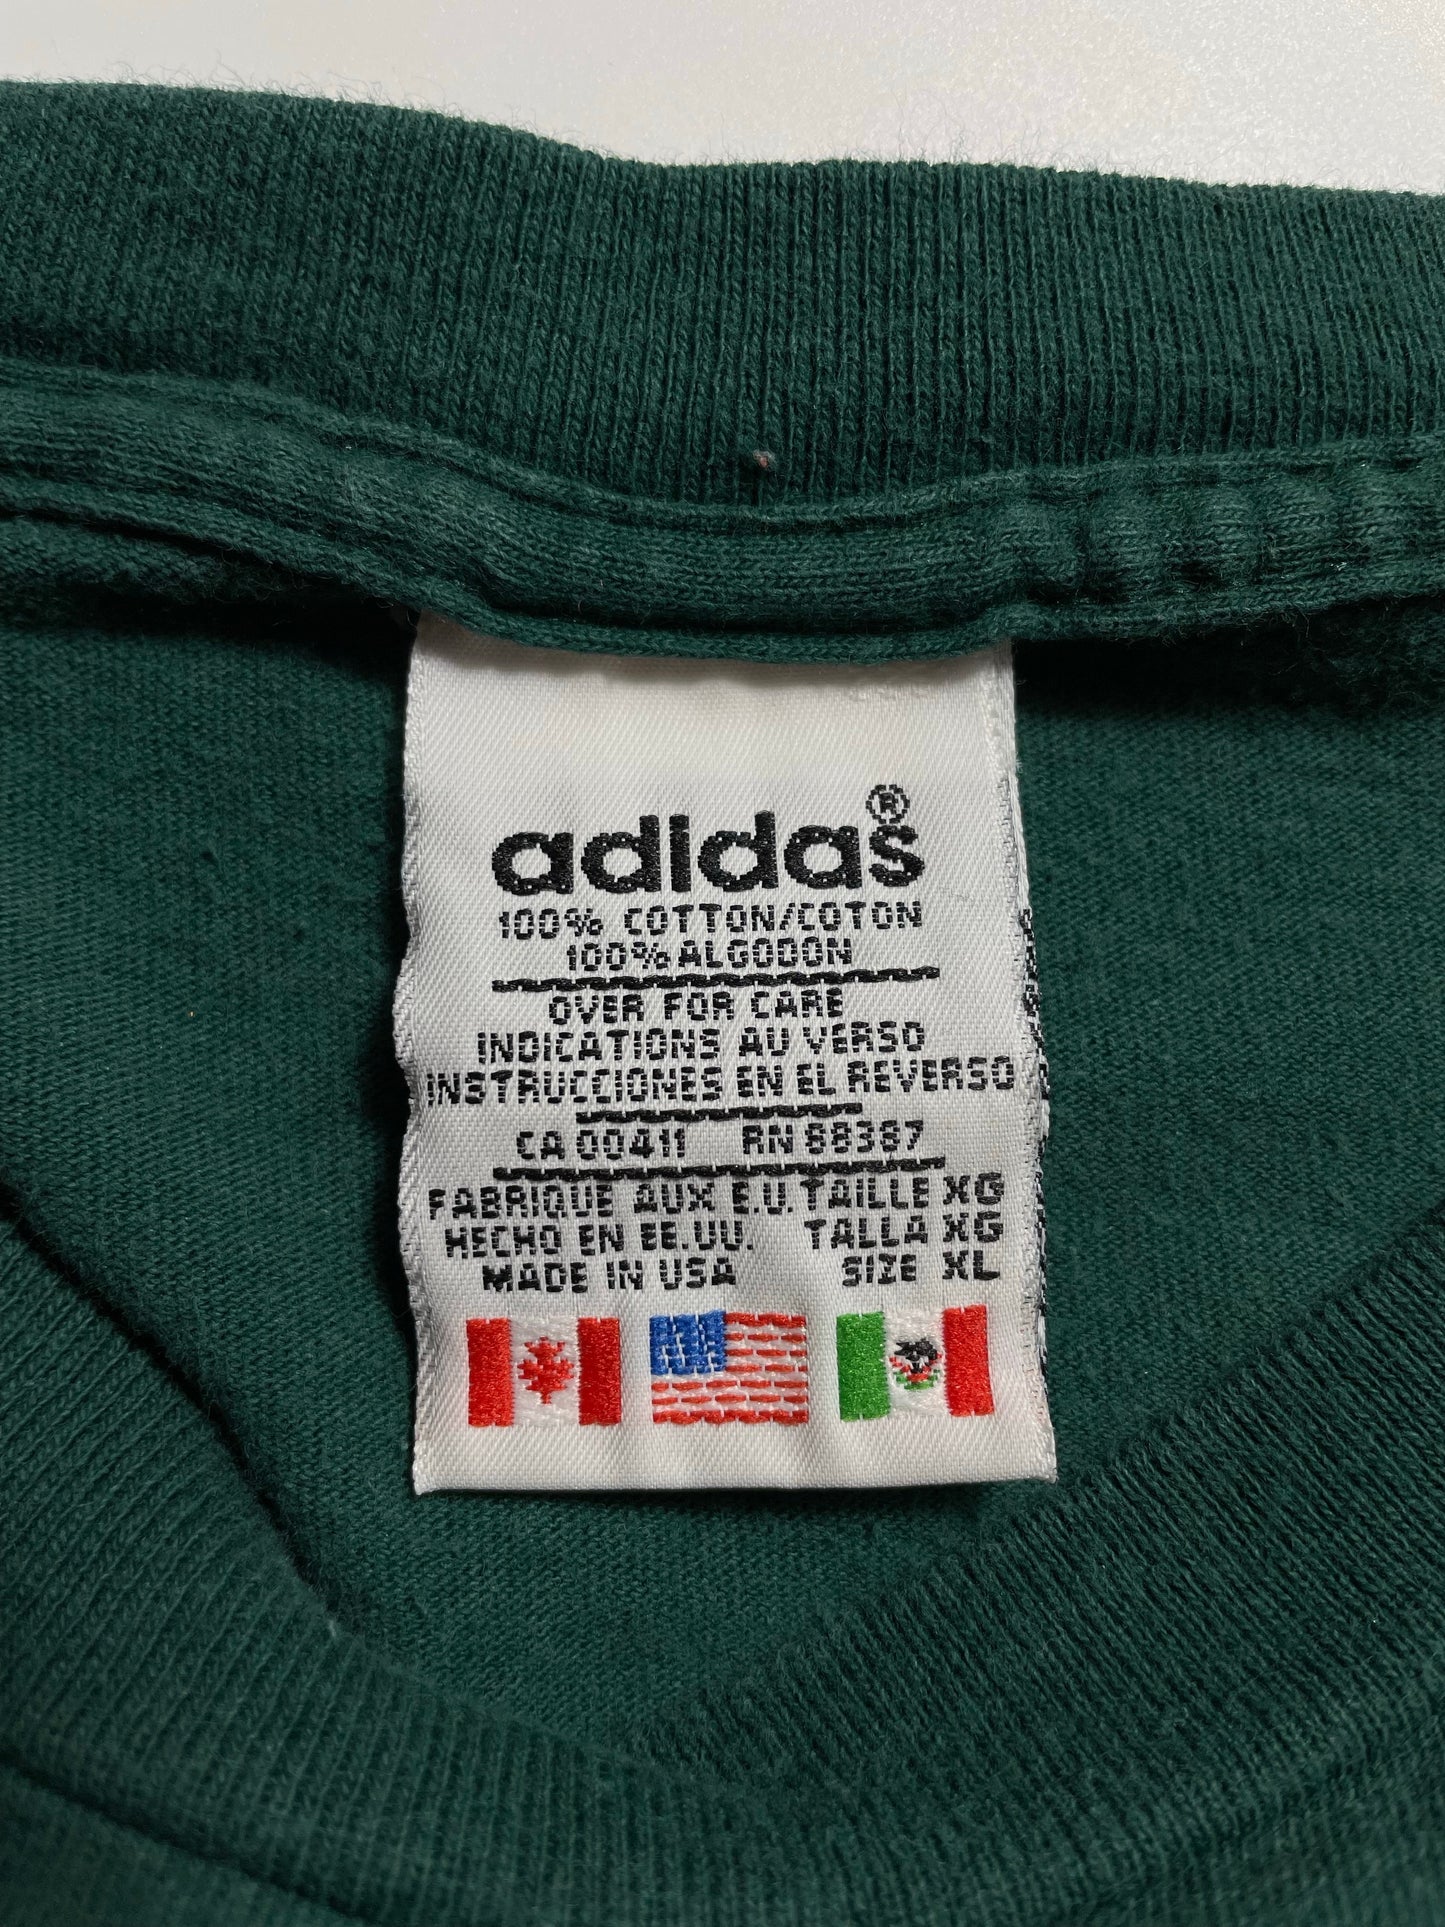 adidas®
100% COTTON/COTON
100% ALGODON
OVER FOR CARE
INDICATIONS AU VERSO
INSTRUCCIONES EN EL REVERSO
CA 00411 RN 88387
FABRIQUE AUX E.U. TAILLE XG
HECHO EN EE.UU. TALLA XG
MADE IN USA SIZE XL